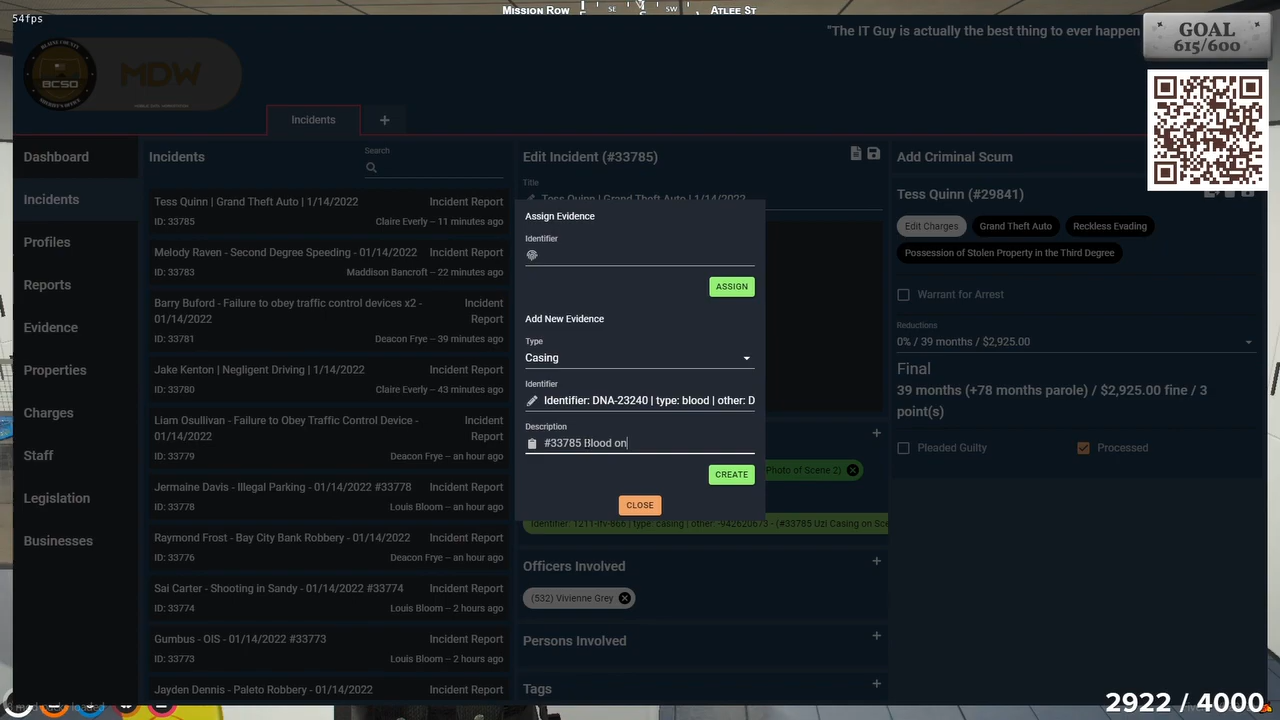 54fps
Mission Row
SE
SW
Atlee St
"The IT Guy is actually the best thing to ever happen
GOAL
615/600
BCSO
MDW
Incidents
+
Dashboard
Incidents
Profiles
Reports
Evidence
Properties
Charges
Staff
Legislation
Businesses
Incidents
Search
Tess Quinn | Grand Theft Auto | 1/14/2022
Incident Report
ID: 33785
Claire Everly – 11 minutes ago
Melody Raven - Second Degree Speeding - 01/14/2022
Incident Report
ID: 33783
Maddison Bancroft – 22 minutes ago
Barry Buford - Failure to obey traffic control devices x2 -
01/14/2022
Incident
Report
ID: 33781
Deacon Frye – 39 minutes ago
Jake Kenton | Negligent Driving | 1/14/2022
Incident Report
ID: 33780
Claire Everly – 43 minutes ago
Liam Osullivan - Failure to Obey Traffic Control Device -
01/14/2022
Incident
Report
ID: 33779
Deacon Frye – an hour ago
Jermaine Davis - Illegal Parking - 01/14/2022 #33778
Incident Report
ID: 33778
Louis Bloom – an hour ago
Raymond Frost - Bay City Bank Robbery - 01/14/2022
Incident Report
ID: 33776
Deacon Frye – an hour ago
Sai Carter - Shooting in Sandy - 01/14/2022 #33774
Incident Report
ID: 33774
Louis Bloom – 2 hours ago
Gumbus - OIS - 01/14/2022 #33773
Incident Report
ID: 33773
Louis Bloom – 2 hours ago
Jayden Dennis - Paleto Robbery - 01/14/2022
Incident Report
Edit Incident (#33785)
Title
Tess Quinn | Grand Theft Auto | 1/14/2022
Assign Evidence
Identifier
ASSIGN
Add New Evidence
Type
Casing
Identifier
Identifier: DNA-23240 | type: blood | other: D
Description
#33785 Blood on
CREATE
CLOSE
Photo of Scene 2)
(#33785 Uzi Casing on Sce
Officers Involved
(532) Vivienne Grey
Persons Involved
Tags
Add Criminal Scum
Tess Quinn (#29841)
Edit Charges
Grand Theft Auto
Reckless Evading
Possession of Stolen Property in the Third Degree
Warrant for Arrest
Reductions
0% / 39 months / $2,925.00
Final
39 months (+78 months parole) / $2,925.00 fine / 3
point(s)
Pleaded Guilty
Processed
2922 / 4000